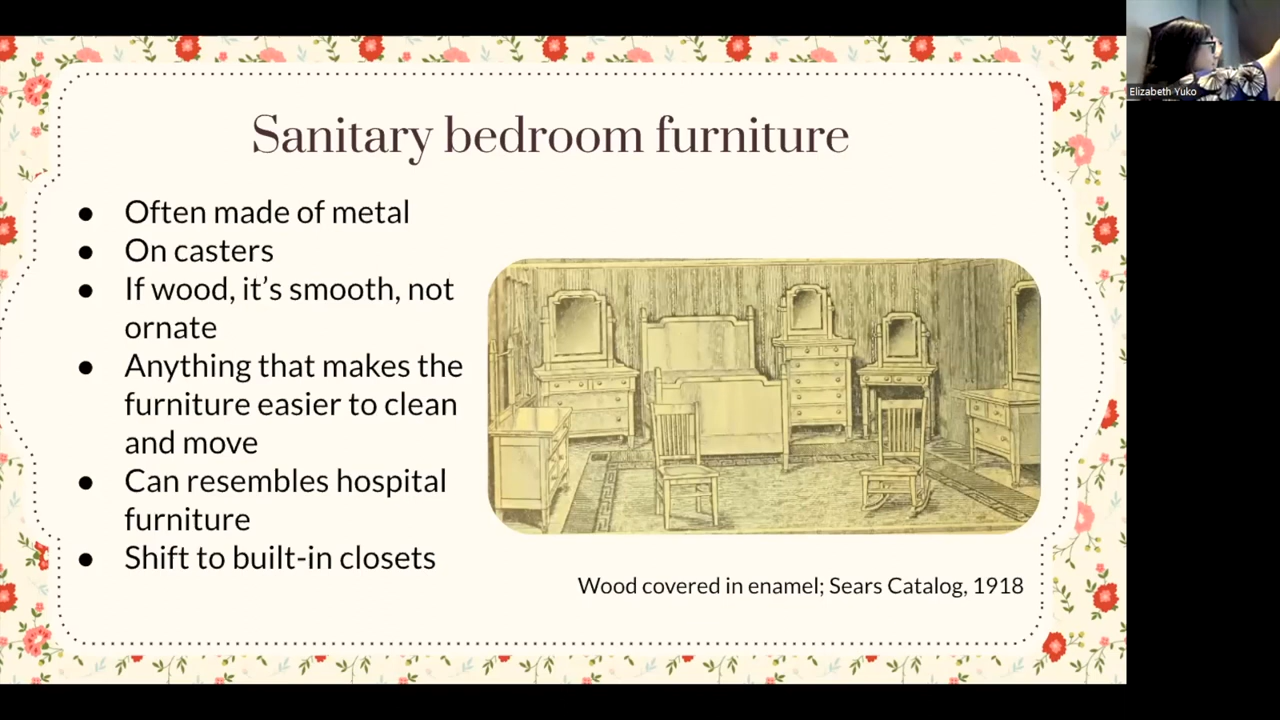 Sanitary bedroom furniture
● Often made of metal
● On casters
● If wood, it’s smooth, not
ornate
● Anything that makes the
furniture easier to clean
and move
● Can resembles hospital
furniture
● Shift to built-in closets
Wood covered in enamel; Sears Catalog, 1918
Elizabeth Yuko